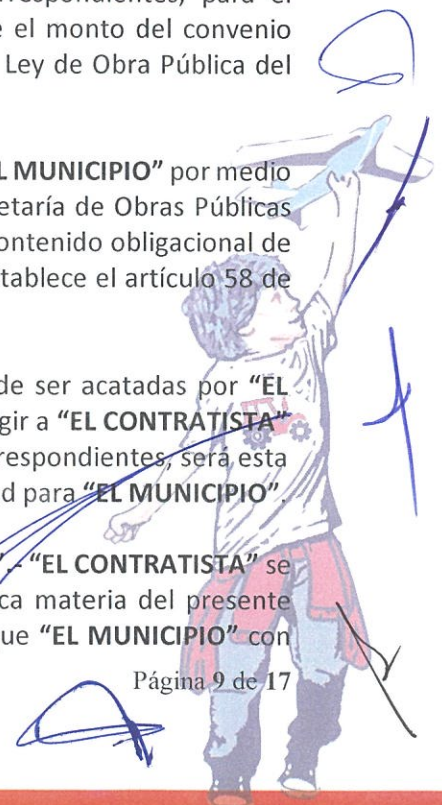 rrespondientes, para el
e el monto del convenio
Ley de Obra Pública del
L MUNICIPIO” por medio
etaría de Obras Públicas
ontenido obligacional de
tablece el artículo 58 de
de ser acatadas por “EL
gir a “EL CONTRATISTA”
respondientes, será esta
d para “EL MUNICIPIO”.
”.- “EL CONTRATISTA” se
ca materia del presente
ue “EL MUNICIPIO” con
Página 9 de 17